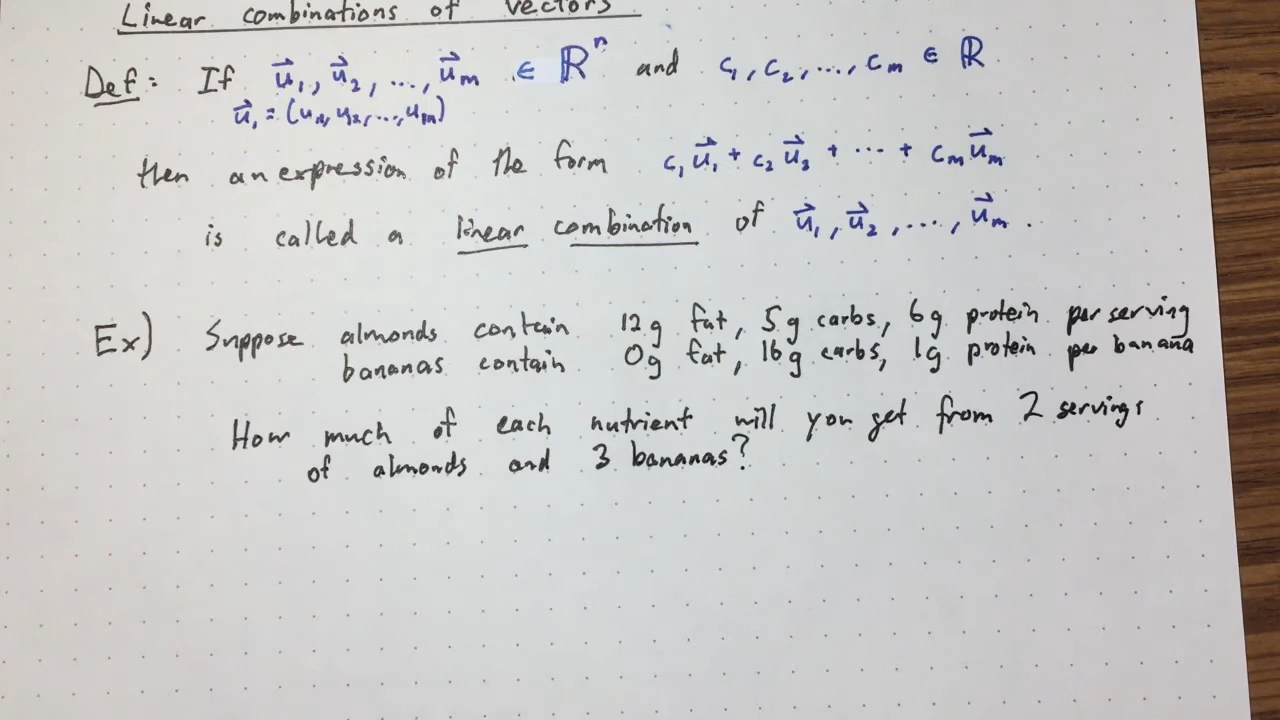 Linear combinations of vectors
Def: If u⃗₁, u⃗₂, ..., u⃗ₘ ∈ ℝⁿ and c₁, c₂, ..., cₘ ∈ ℝ
u⃗₁ = (u₁₁, u₁₂, ..., u₁ₙ)
then an expression of the form c₁u⃗₁ + c₂u⃗₂ + ⋯ + cₘu⃗ₘ
is called a linear combination of u⃗₁, u⃗₂, ..., u⃗ₘ.
Ex) Suppose almonds contain 12g fat, 5g carbs, 6g protein per serving
bananas contain 0g fat, 16g carbs, 1g protein per banana
How much of each nutrient will you get from 2 servings
of almonds and 3 bananas?